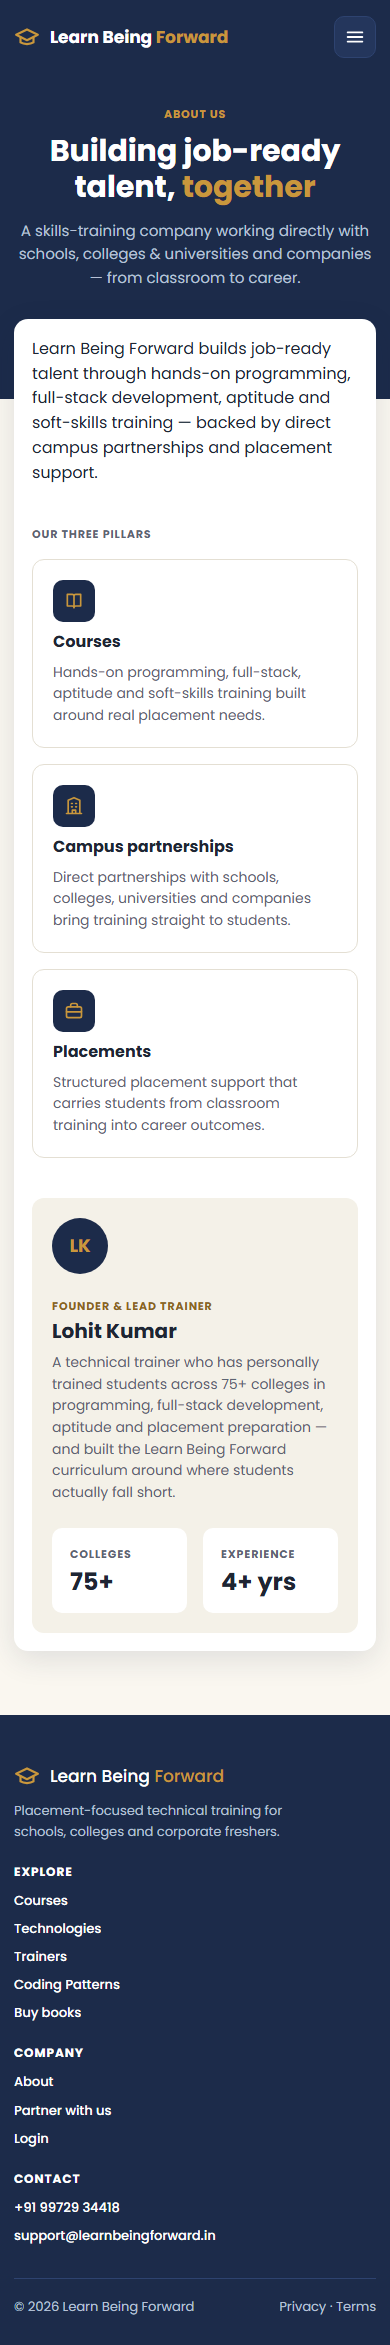 Learn Being Forward
ABOUT US
Building job-ready
talent, together
A skills-training company working directly with
schools, colleges & universities and companies
— from classroom to career.
Learn Being Forward builds job-ready
talent through hands-on programming,
full-stack development, aptitude and
soft-skills training — backed by direct
campus partnerships and placement
support.
OUR THREE PILLARS
Courses
Hands-on programming, full-stack,
aptitude and soft-skills training built
around real placement needs.
Campus partnerships
Direct partnerships with schools,
colleges, universities and companies
bring training straight to students.
Placements
Structured placement support that
carries students from classroom
training into career outcomes.
LK
FOUNDER & LEAD TRAINER
Lohit Kumar
A technical trainer who has personally
trained students across 75+ colleges in
programming, full-stack development,
aptitude and placement preparation —
and built the Learn Being Forward
curriculum around where students
actually fall short.
COLLEGES
75+
EXPERIENCE
4+ yrs
Learn Being Forward
Placement-focused technical training for
schools, colleges and corporate freshers.
EXPLORE
Courses
Technologies
Trainers
Coding Patterns
Buy books
COMPANY
About
Partner with us
Login
CONTACT
+91 99729 34418
support@learnbeingforward.in
© 2026 Learn Being Forward
Privacy · Terms